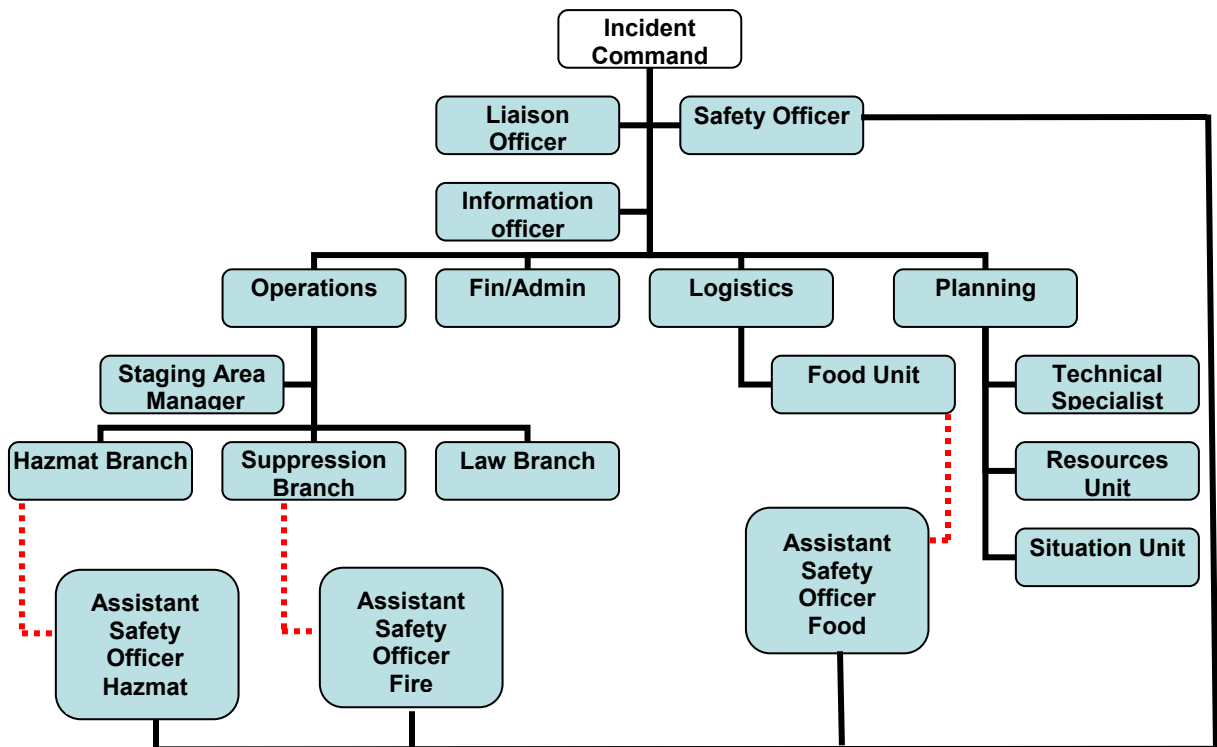 Incident
Command
Liaison
Officer
Safety Officer
Information
officer
Operations
Fin/Admin
Logistics
Planning
Staging Area
Manager
Food Unit
Technical
Specialist
Hazmat Branch
Suppression
Branch
Law Branch
Resources
Unit
Situation Unit
Assistant
Safety
Officer
Hazmat
Assistant
Safety
Officer
Fire
Assistant
Safety
Officer
Food